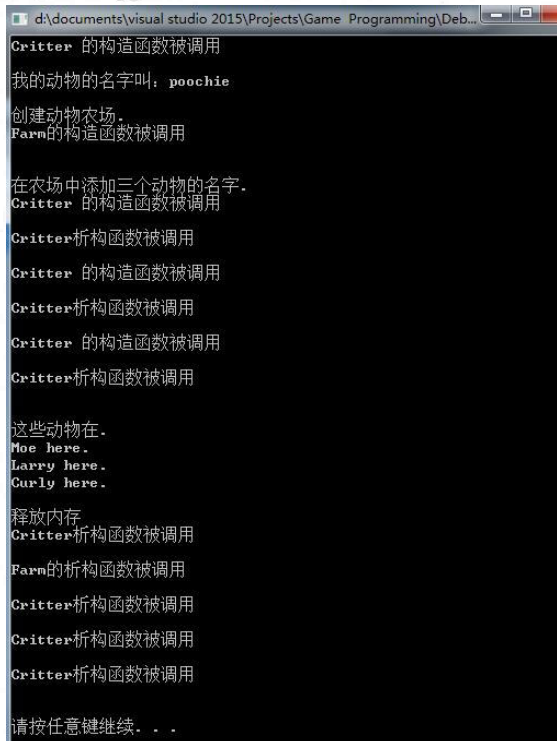 d:\documents\visual studio 2015\Projects\Game Programming\Deb...
Critter 的构造函数被调用
我的动物的名字叫: poochie
创建动物农场.
Farm的构造函数被调用
在农场中添加三个动物的名字.
Critter 的构造函数被调用
Critter析构函数被调用
Critter 的构造函数被调用
Critter析构函数被调用
Critter 的构造函数被调用
Critter析构函数被调用
这些动物在.
Moe here.
Larry here.
Curly here.
释放内存
Critter析构函数被调用
Farm的析构函数被调用
Critter析构函数被调用
Critter析构函数被调用
Critter析构函数被调用
请按任意键继续. . .